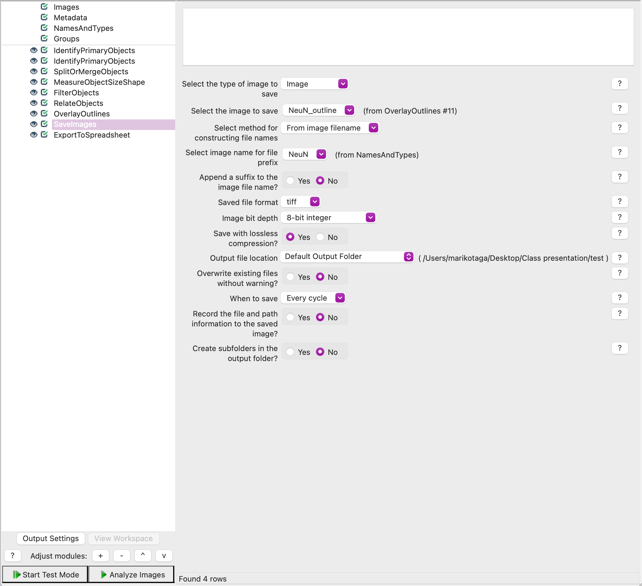 Images
Metadata
NamesAndTypes
Groups
IdentifyPrimaryObjects
IdentifyPrimaryObjects
SplitOrMergeObjects
MeasureObjectSizeShape
FilterObjects
RelateObjects
OverlayOutlines
SaveImages
ExportToSpreadsheet
Output Settings View Workspace
? Adjust modules: + - ^ v
Start Test Mode Analyze Images
Select the type of image to
save
Image ?
Select the image to save NeuN_outline (from OverlayOutlines #11) ?
Select method for
constructing file names
From image filename ?
Select image name for file
prefix
NeuN (from NamesAndTypes) ?
Append a suffix to the
image file name?
Yes No ?
Saved file format tiff ?
Image bit depth 8-bit integer ?
Save with lossless
compression?
Yes No ?
Output file location Default Output Folder ( /Users/marikotaga/Desktop/Class presentation/test ) ?
Overwrite existing files
without warning?
Yes No ?
When to save Every cycle ?
Record the file and path
information to the saved
image?
Yes No ?
Create subfolders in the
output folder?
Yes No ?
Found 4 rows